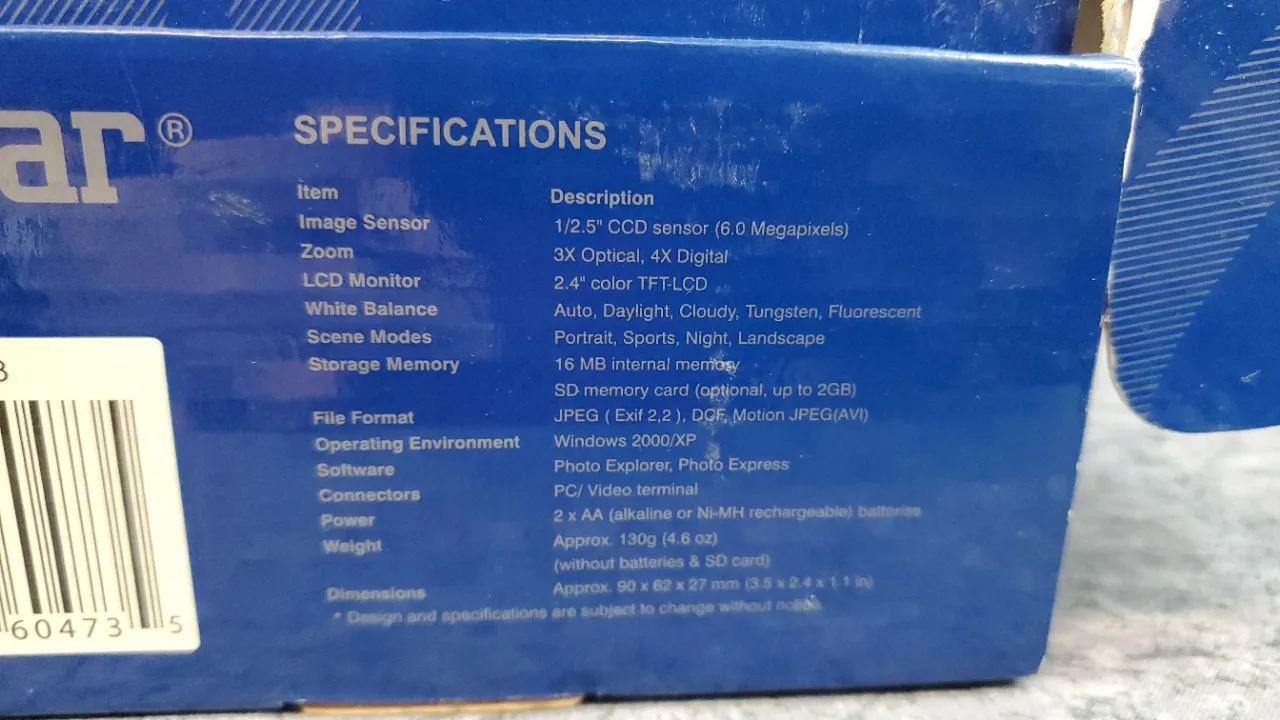 ar®
SPECIFICATIONS
Item Description
Image Sensor 1/2.5" CCD sensor (6.0 Megapixels)
Zoom 3X Optical, 4X Digital
LCD Monitor 2.4" color TFT-LCD
White Balance Auto, Daylight, Cloudy, Tungsten, Fluorescent
Scene Modes Portrait, Sports, Night, Landscape
Storage Memory 16 MB internal memory
SD memory card (optional, up to 2GB)
File Format JPEG ( Exif 2,2 ), DCF, Motion JPEG(AVI)
Operating Environment Windows 2000/XP
Software Photo Explorer, Photo Express
Connectors PC/ Video terminal
Power 2 x AA (alkaline or Ni-MH rechargeable) batteries
Weight Approx. 130g (4.6 oz)
(without batteries & SD card)
Dimensions Approx. 90 x 62 x 27 mm (3.5 x 2.4 x 1.1 in)
* Design and specifications are subject to change without notice.
60473 5